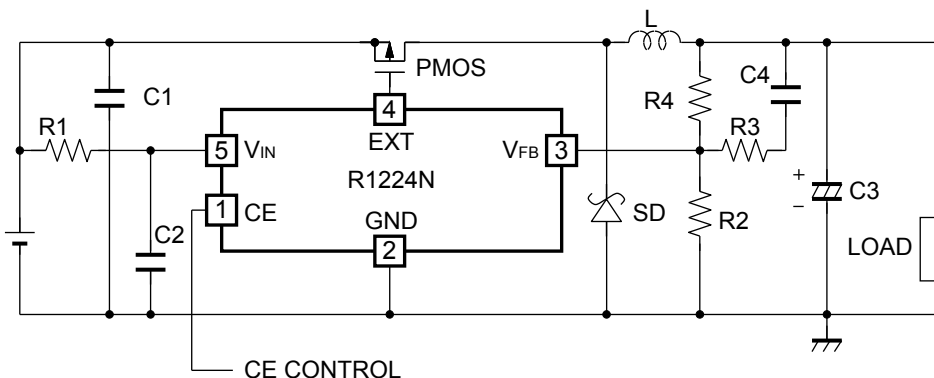 L
PMOS
C4
C1
4
R4
R1
EXT
R3
5
VIN
VFB
3
R1224N
C3
+
−
1
CE
SD
R2
GND
C2
2
LOAD
CE CONTROL